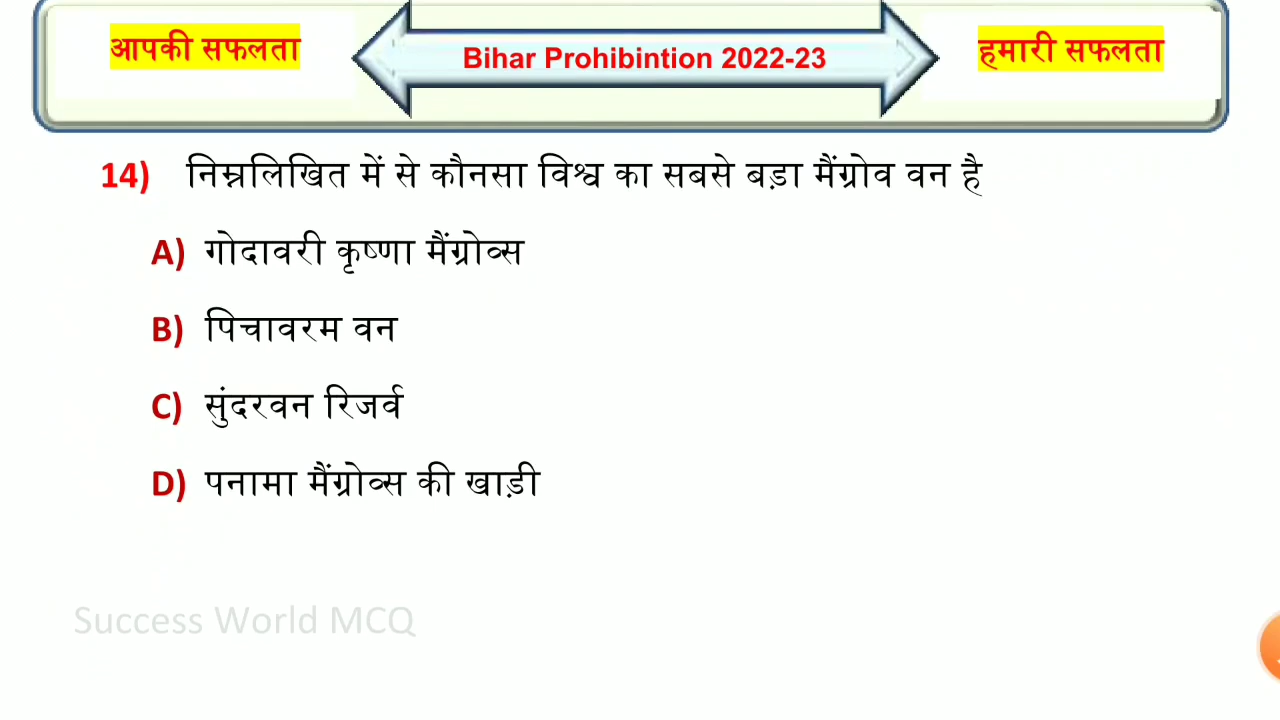 आपकी सफलता
Bihar Prohibintion 2022-23
हमारी सफलता
14) निम्नलिखित में से कौनसा विश्व का सबसे बड़ा मैंग्रोव वन है
A) गोदावरी कृष्णा मैंग्रोव्स
B) पिचावरम वन
C) सुंदरवन रिजर्व
D) पनामा मैंग्रोव्स की खाड़ी
Success World MCQ